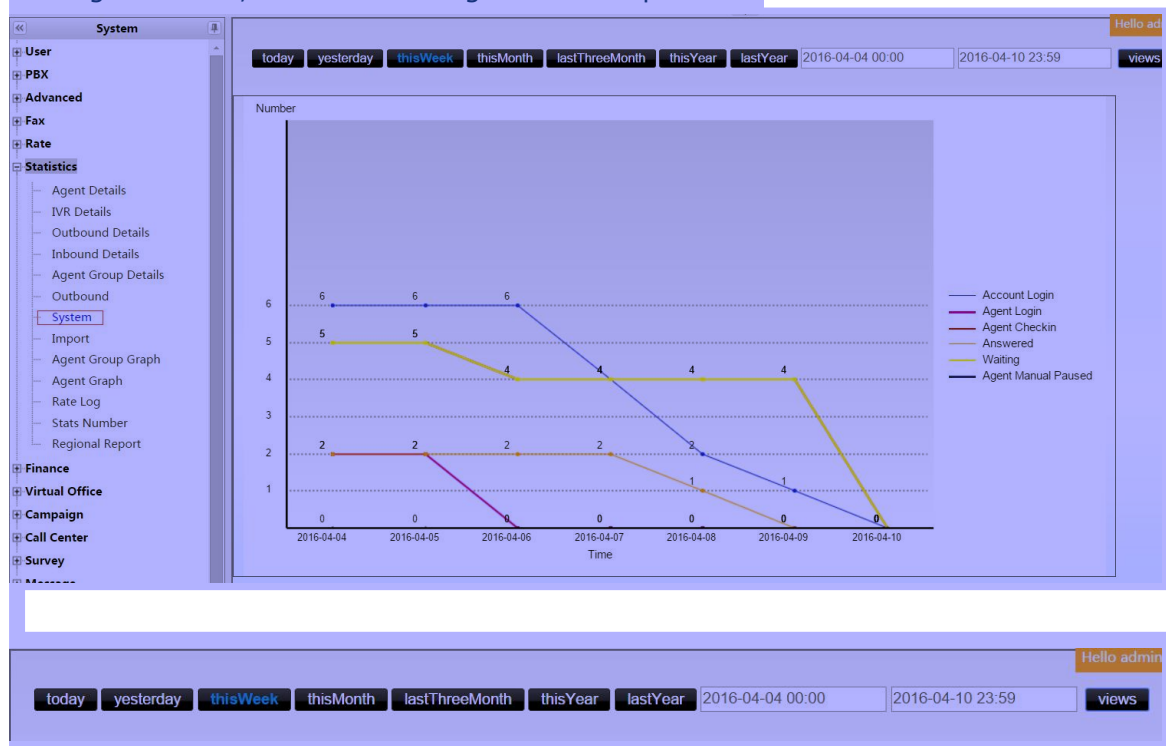 System
Hello
User
PBX
Advanced
Fax
Rate
Statistics
Agent Details
IVR Details
Outbound Details
Inbound Details
Agent Group Details
Outbound
System
Import
Agent Group Graph
Agent Graph
Rate Log
Stats Number
Regional Report
Finance
Virtual Office
Campaign
Call Center
Survey
today yesterday thisWeek thisMonth lastThreeMonth thisYear lastYear 2016-04-04 00:00 2016-04-10 23:59 views
Number
6 6 6 6
5 5 5
4 4 4 4 4
3
2 2 2 2 2 2
1 1 1
0 0 0 0 0 0 0
2016-04-04 2016-04-05 2016-04-06 2016-04-07 2016-04-08 2016-04-09 2016-04-10
Time
Account Login
Agent Login
Agent Checkin
Answered
Waiting
Agent Manual Paused
Hello admin
today yesterday thisWeek thisMonth lastThreeMonth thisYear lastYear 2016-04-04 00:00 2016-04-10 23:59 views